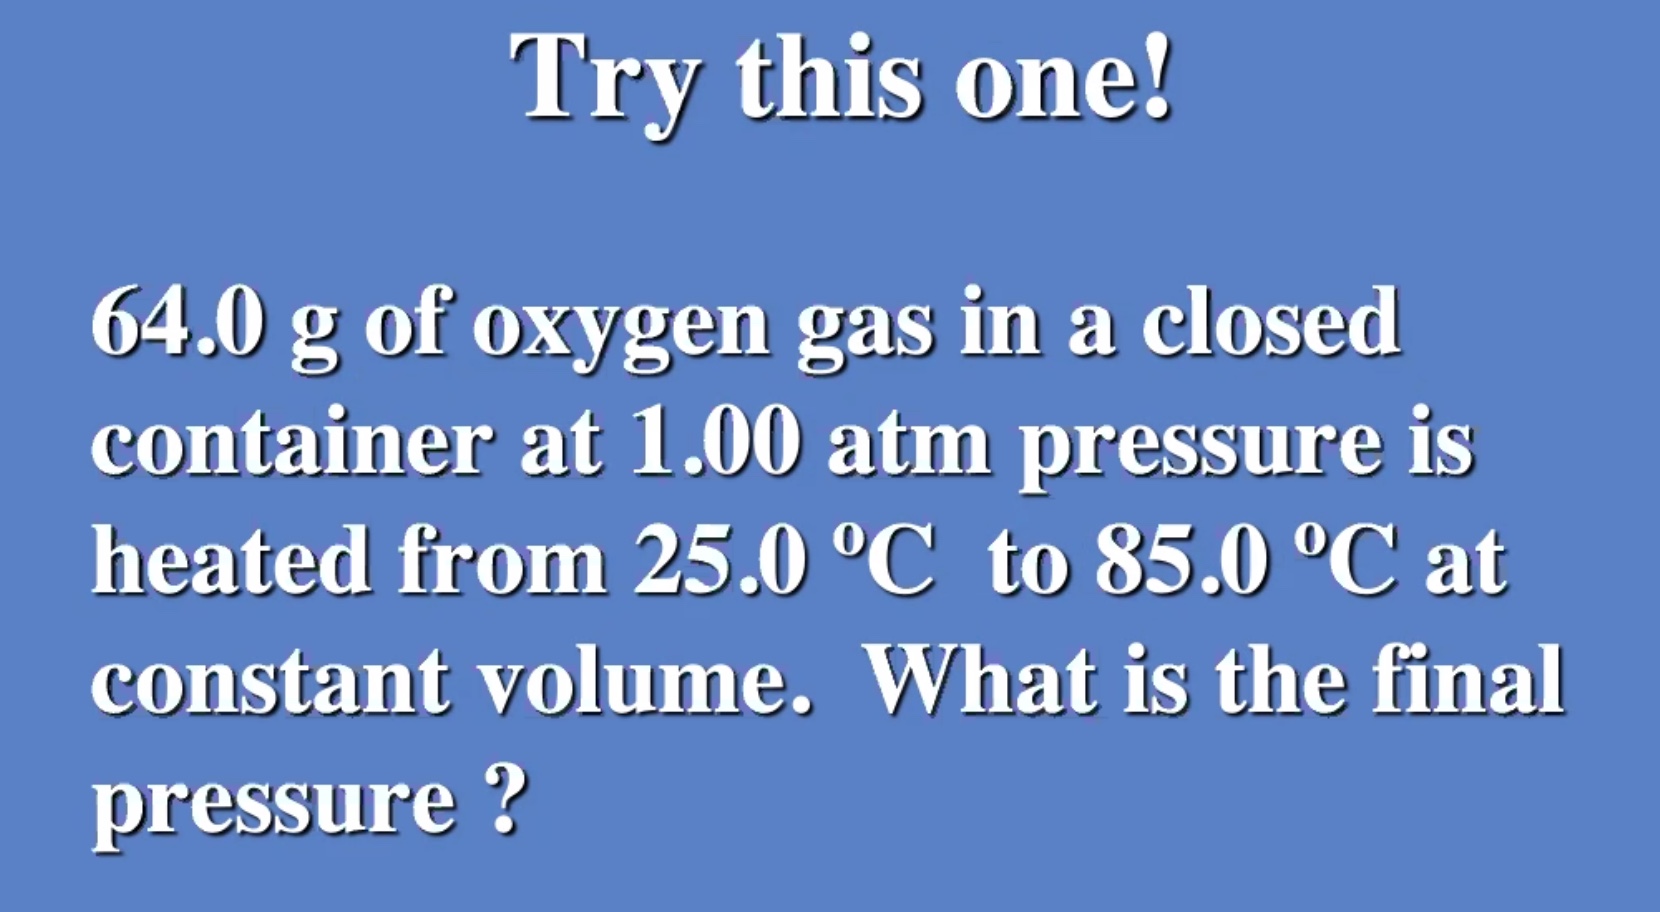 Try this one!
64.0 g of oxygen gas in a closed
container at 1.00 atm pressure is
heated from 25.0 ºC  to 85.0 ºC at
constant volume.  What is the final
pressure ?